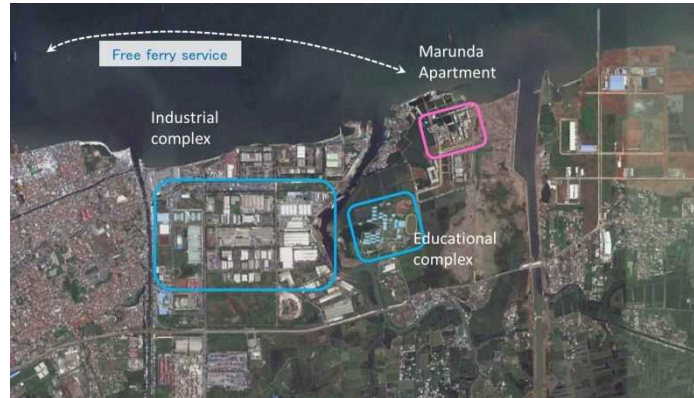 Free ferry service
Marunda
Apartment
Industrial
complex
Educational
complex